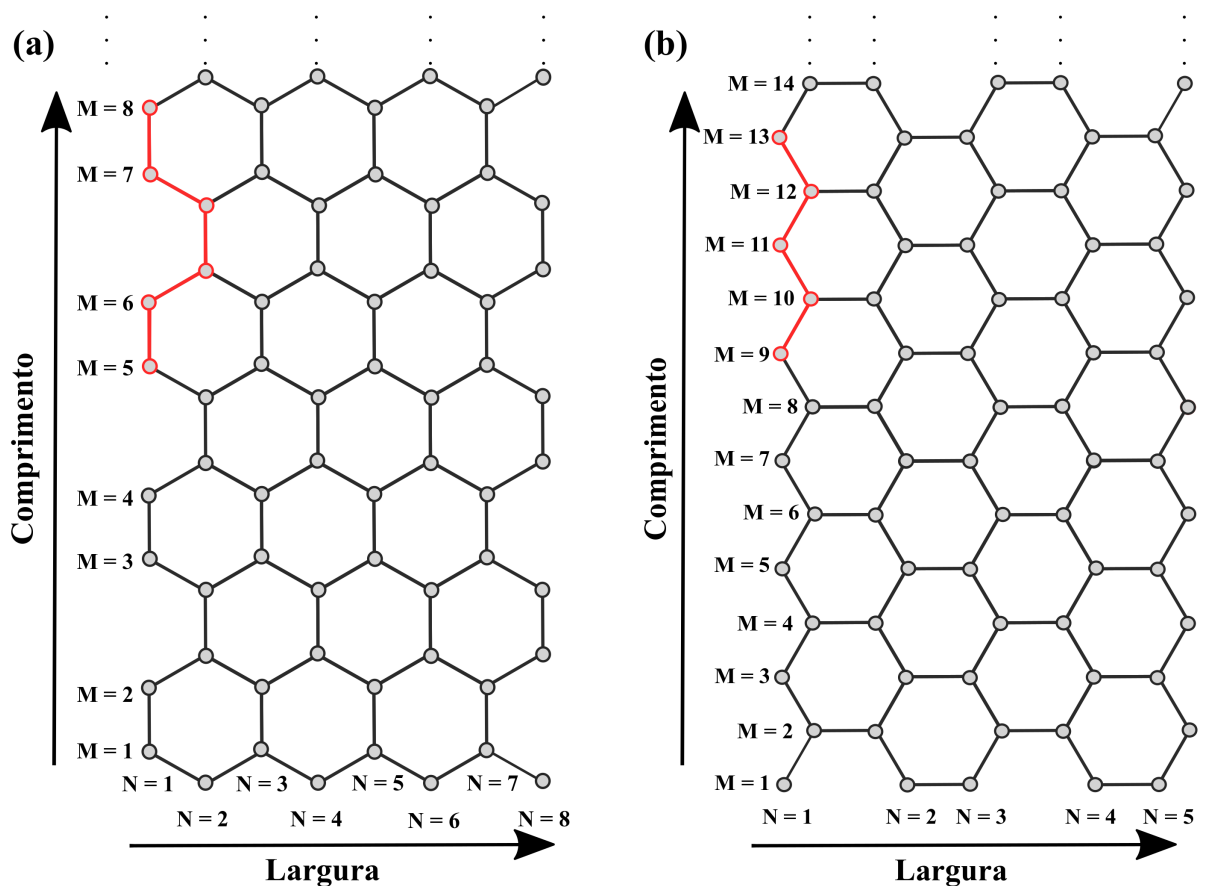 (a)
M = 8
M = 7
M = 6
M = 5
M = 4
M = 3
M = 2
M = 1
N = 1
N = 3
N = 5
N = 7
N = 2
N = 4
N = 6
N = 8
Comprimento
Largura
(b)
M = 14
M = 13
M = 12
M = 11
M = 10
M = 9
M = 8
M = 7
M = 6
M = 5
M = 4
M = 3
M = 2
M = 1
N = 1
N = 2
N = 3
N = 4
N = 5
Comprimento
Largura